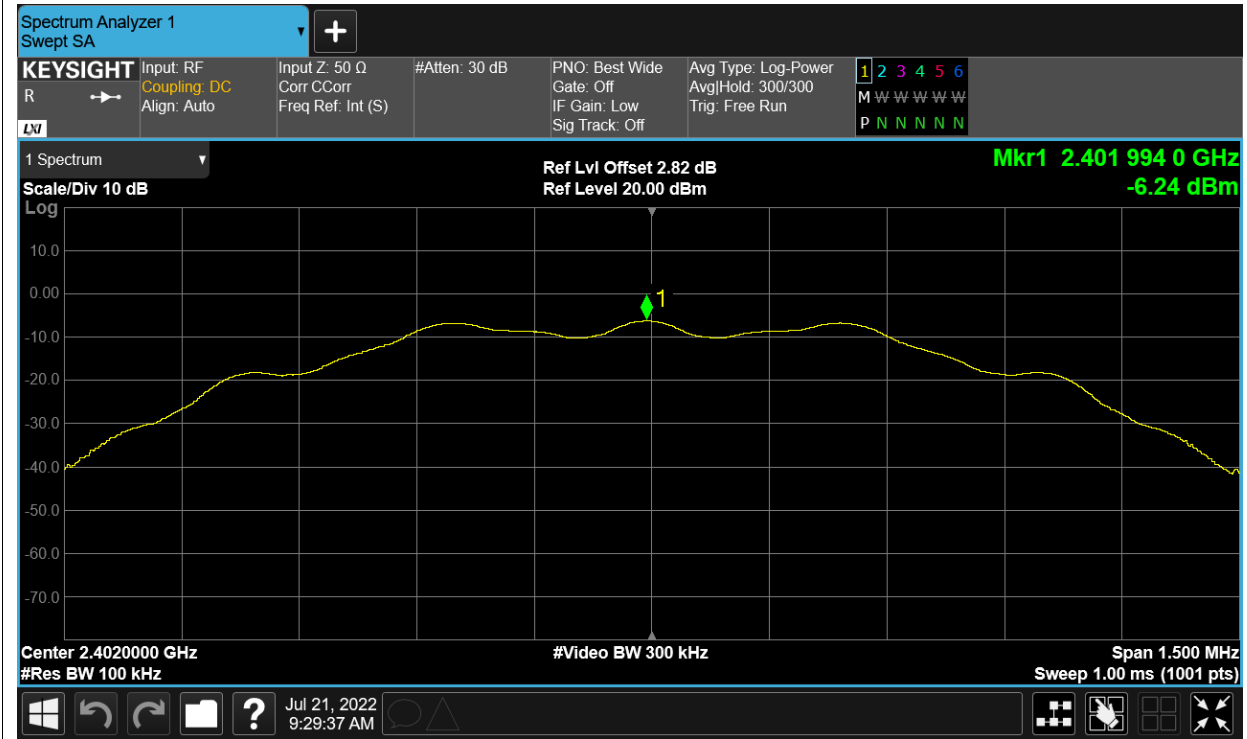 Spectrum Analyzer 1
Swept SA
+
KEYSIGHT
R
LXI
Input: RF
Coupling: DC
Align: Auto
Input Z: 50 Ω
Corr CCorr
Freq Ref: Int (S)
#Atten: 30 dB
PNO: Best Wide
Gate: Off
IF Gain: Low
Sig Track: Off
Avg Type: Log-Power
Avg|Hold: 300/300
Trig: Free Run
1 2 3 4 5 6
M W W W W W
P N N N N N
1 Spectrum
Scale/Div 10 dB
Log
Ref Lvl Offset 2.82 dB
Ref Level 20.00 dBm
Mkr1 2.401 994 0 GHz
-6.24 dBm
10.0
0.00
1
-10.0
-20.0
-30.0
-40.0
-50.0
-60.0
-70.0
Center 2.4020000 GHz
#Video BW 300 kHz
Span 1.500 MHz
#Res BW 100 kHz
Sweep 1.00 ms (1001 pts)
?
Jul 21, 2022
9:29:37 AM